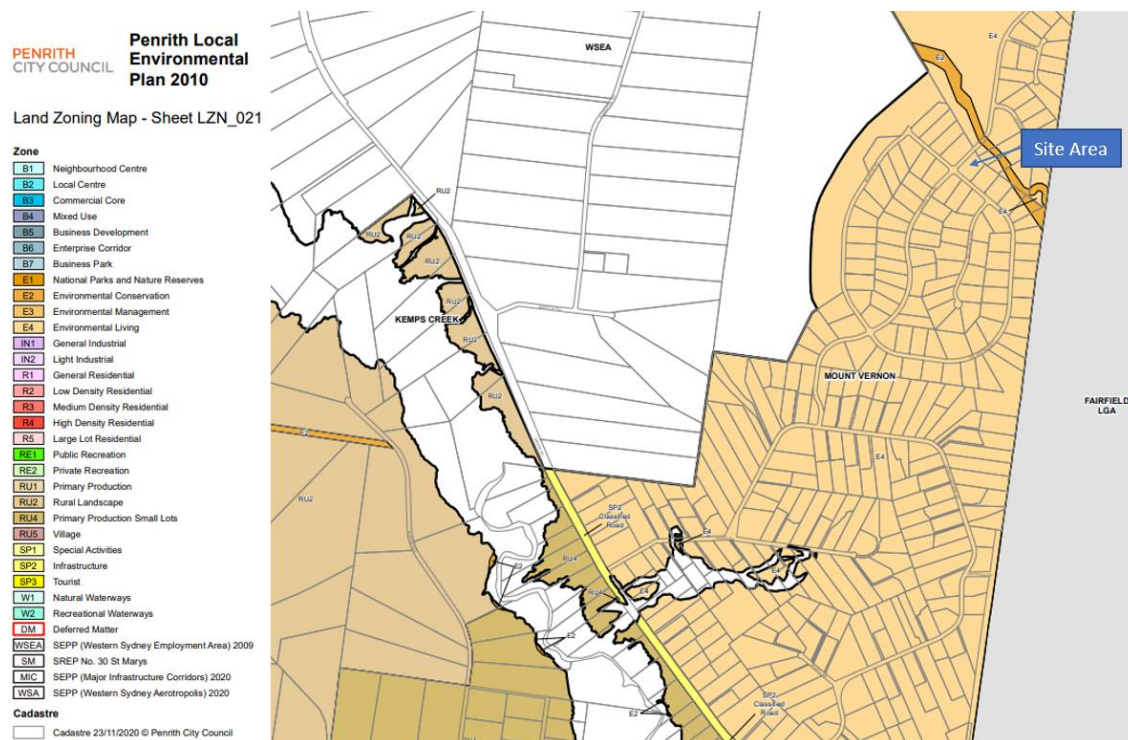 PENRITH
CITY COUNCIL
Penrith Local
Environmental
Plan 2010
Land Zoning Map - Sheet LZN_021
Zone
B1 Neighbourhood Centre
B2 Local Centre
B3 Commercial Core
B4 Mixed Use
B5 Business Development
B6 Enterprise Corridor
B7 Business Park
E1 National Parks and Nature Reserves
E2 Environmental Conservation
E3 Environmental Management
E4 Environmental Living
IN1 General Industrial
IN2 Light Industrial
R1 General Residential
R2 Low Density Residential
R3 Medium Density Residential
R4 High Density Residential
R5 Large Lot Residential
RE1 Public Recreation
RE2 Private Recreation
RU1 Primary Production
RU2 Rural Landscape
RU4 Primary Production Small Lots
RU5 Village
SP1 Special Activities
SP2 Infrastructure
SP3 Tourist
W1 Natural Waterways
W2 Recreational Waterways
DM Deferred Matter
WSEA SEPP (Western Sydney Employment Area) 2009
SM SREP No. 30 St Marys
MIC SEPP (Major Infrastructure Corridors) 2020
WSA SEPP (Western Sydney Aerotropolis) 2020
Cadastre
Cadastre 23/11/2020 © Penrith City Council
WSEA
E4
E2
Site Area
E4
RU2
RU2
RU2
RU2
RU2
KEMPS CREEK
RU2
RU2
MOUNT VERNON
FAIRFIELD
LGA
E4
RU2
SP2
Classified
Road
E4
RU4
E4
E2
RU4
E4
E2
SP2
Classified
Road
E2